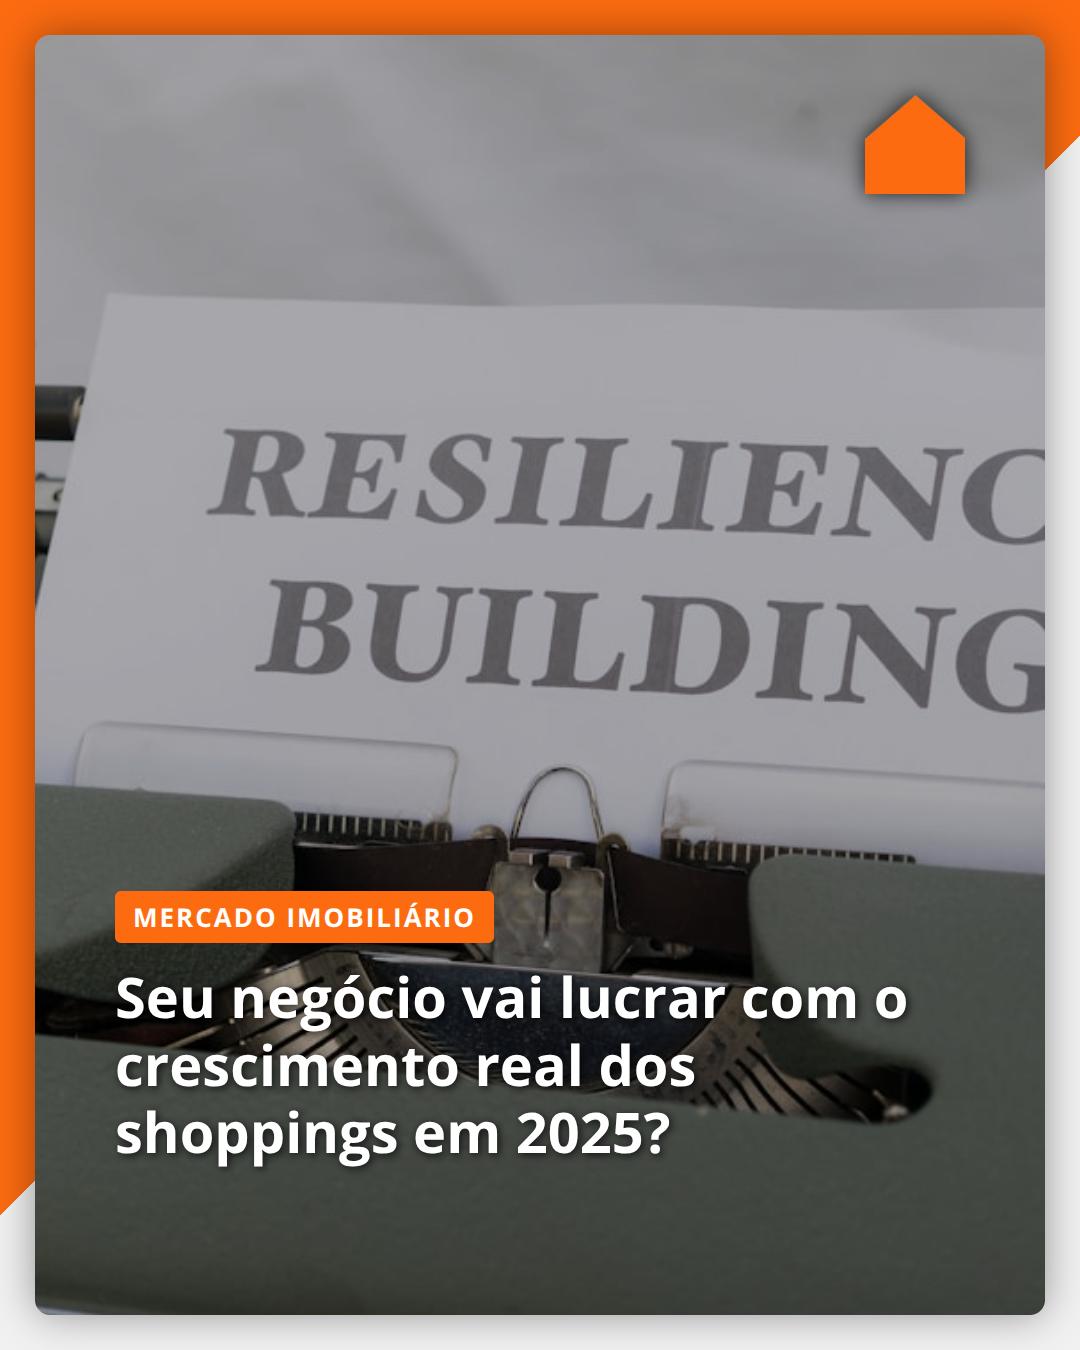 RESILIENC
BUILDING
MERCADO IMOBILIÁRIO
Seu negócio vai lucrar com o
crescimento real dos
shoppings em 2025?